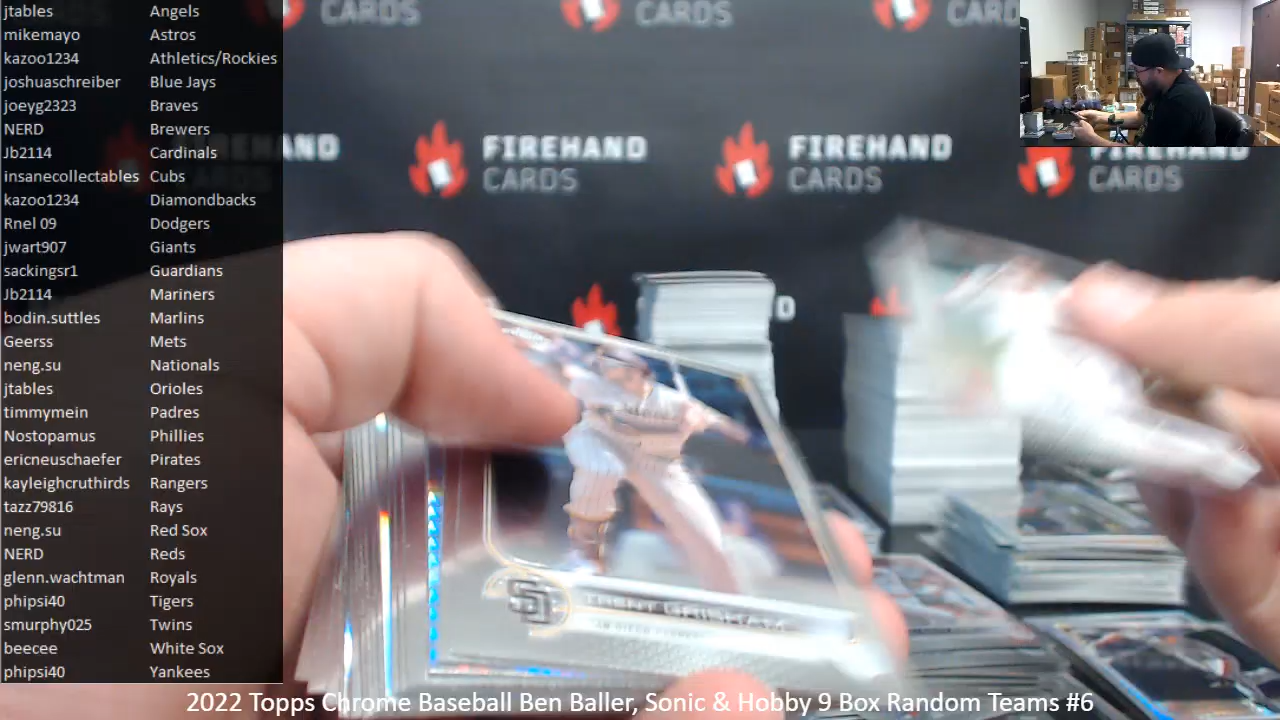 jtables Angels
mikemayo Astros
kazoo1234 Athletics/Rockies
joshuaschreiber Blue Jays
joeyg2323 Braves
NERD Brewers
Jb2114 Cardinals
insanecollectables Cubs
kazoo1234 Diamondbacks
Rnel 09 Dodgers
jwart907 Giants
sackingsr1 Guardians
Jb2114 Mariners
bodin.suttles Marlins
Geerss Mets
neng.su Nationals
jtables Orioles
timmymein Padres
Nostopamus Phillies
ericneuschaefer Pirates
kayleighcruthirds Rangers
tazz79816 Rays
neng.su Red Sox
NERD Reds
glenn.wachtman Royals
phipsi40 Tigers
smurphy025 Twins
beecee White Sox
phipsi40 Yankees
CARDS CARDS CARD
FIREHAND FIREHAND
CARDS CARDS CARDS
SD
2022 Topps Chrome Baseball Ben Baller, Sonic & Hobby 9 Box Random Teams #6